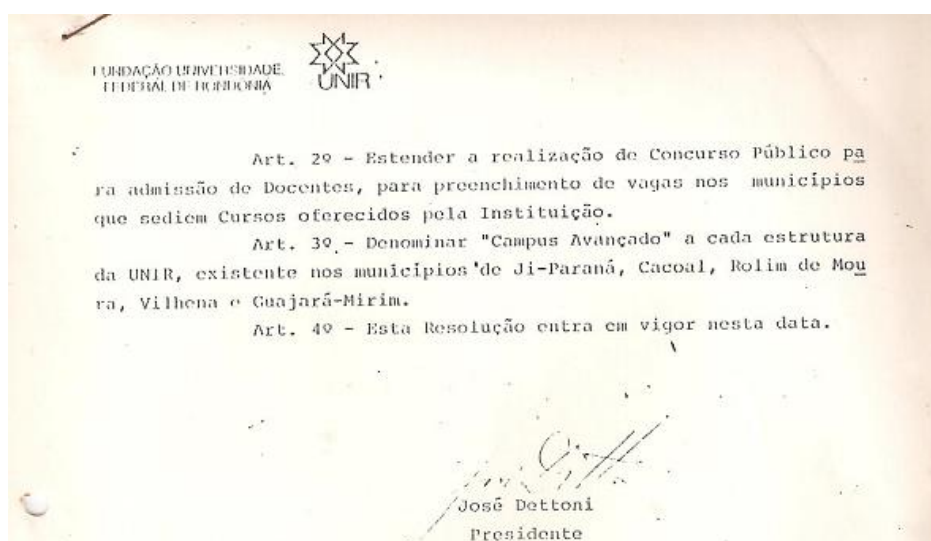 FUNDAÇÃO UNIVERSIDADE
FEDERAL DE RONDÔNIA
UNIR
Art. 2º - Estender a realização de Concurso Público pa
ra admissão de Docentes, para preenchimento de vagas nos municípios
que sediem Cursos oferecidos pela Instituição.
Art. 3º - Denominar "Campus Avançado" a cada estrutura
da UNIR, existente nos municípios de Ji-Paraná, Cacoal, Rolim de Mou
ra, Vilhena e Guajará-Mirim.
Art. 4º - Esta Resolução entra em vigor nesta data.
José Dettoni
Presidente